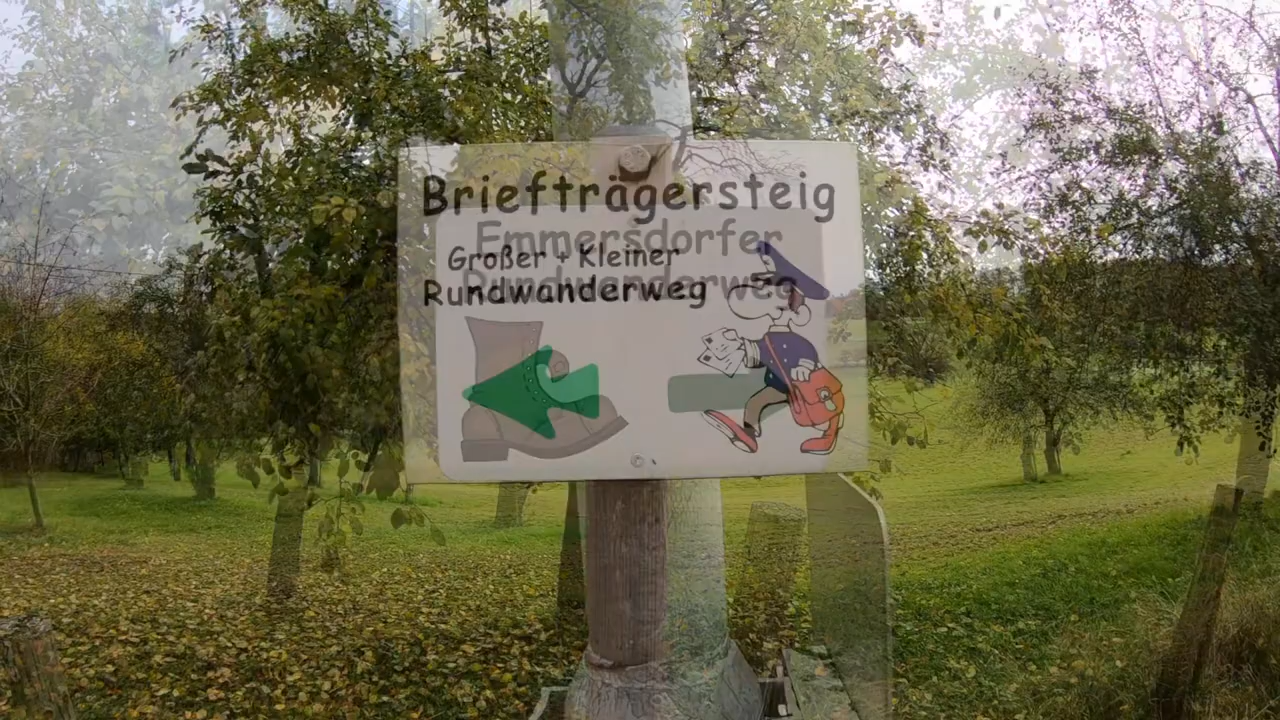 Briefträgersteig
Emmersdorfer
Großer + Kleiner
Rundwanderweg
Rundwanderweg